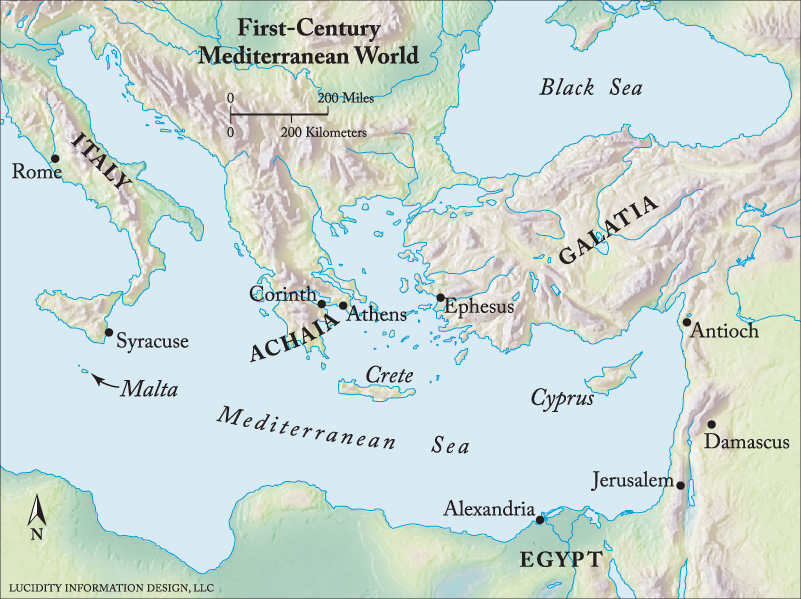 First-Century
Mediterranean World
0 200 Miles
0 200 Kilometers
Black Sea
ITALY
Rome
GALATIA
Corinth
Athens
Ephesus
ACHAIA
Syracuse
Antioch
Malta
Crete
Cyprus
Mediterranean Sea
Damascus
Jerusalem
Alexandria
N
EGYPT
LUCIDITY INFORMATION DESIGN, LLC